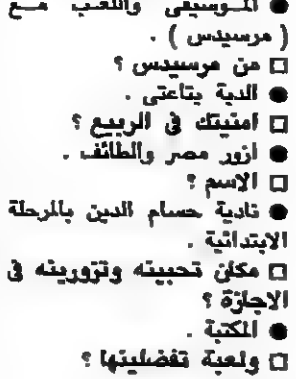 ● الموسيقى واللعب مع
( مرسيدس ) .
□ من مرسيدس ؟
● الدبة بتاعتى .
□ امنيتك فى الربيع ؟
● ازور مصر والطائف .
□ الاسم ؟
● نادية حسام الدين بالمرحلة
الابتدائية .
□ مكان تحبينه وتزورينه فى
الاجازة ؟
● المكتبة .
□ ولعبة تفضلينها ؟